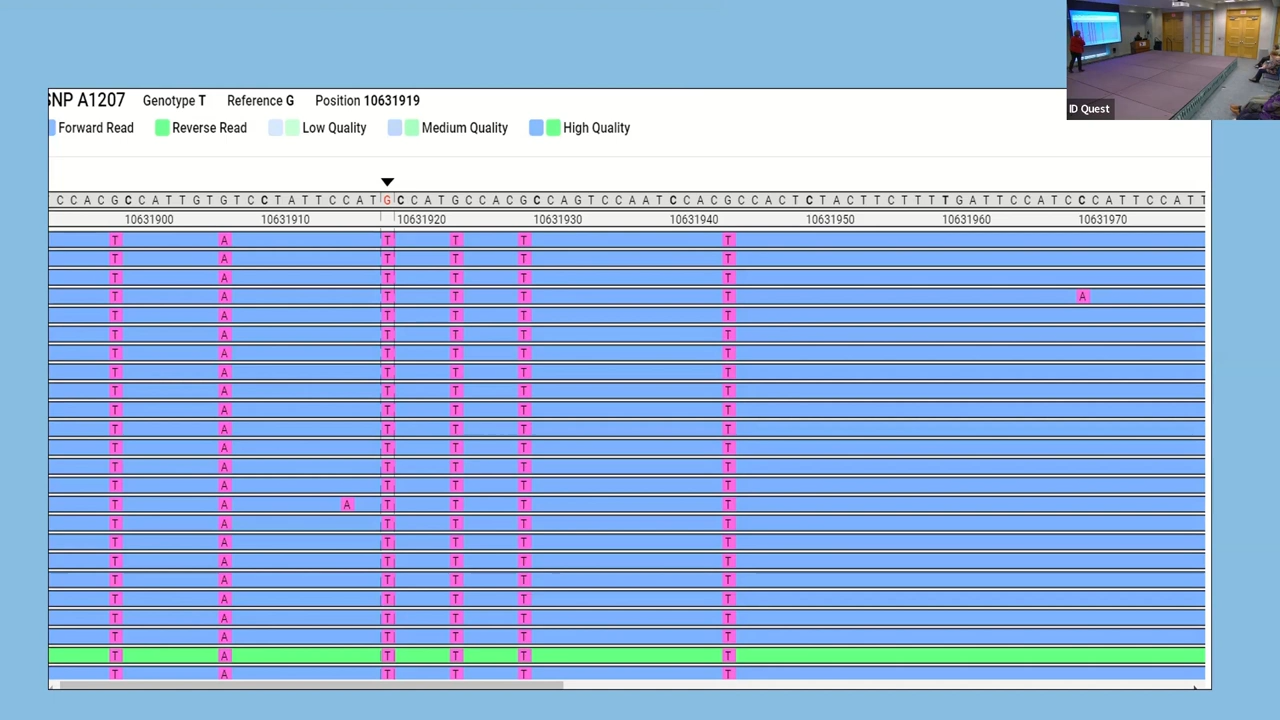 SNP A1207 Genotype T Reference G Position 10631919
Forward Read Reverse Read Low Quality Medium Quality High Quality
C C A C G C C A T T G T G T C C T A T T C C A T G C C A T G C C A C G C C A G T C C A A T C C A C G C C A C T C T A C T T C T T T T G A T T C C A T C C A T T C C A T T
10631900 10631910 10631920 10631930 10631940 10631950 10631960 10631970
T A T T T T
T A T T T T
T A T T T T
T A T T T T A
T A T T T T
T A T T T T
T A T T T T
T A T T T T
T A T T T T
T A T T T T
T A T T T T
T A T T T T
T A T T T T
T A T T T T
T A A T T T T
T A T T T T
T A T T T T
T A T T T T
T A T T T T
T A T T T T
T A T T T T
T A T T T T
T A T T T T
T A T T T T
ID Quest